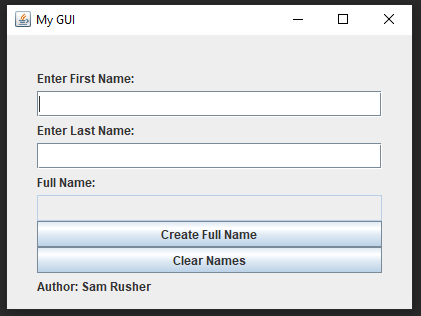 My GUI
Enter First Name:
Enter Last Name:
Full Name:
Create Full Name
Clear Names
Author: Sam Rusher